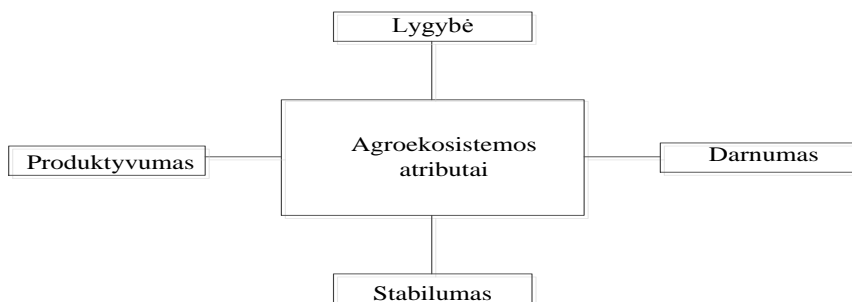 Lygybė
Agroekosistemos
atributai
Produktyvumas
Darnumas
Stabilumas